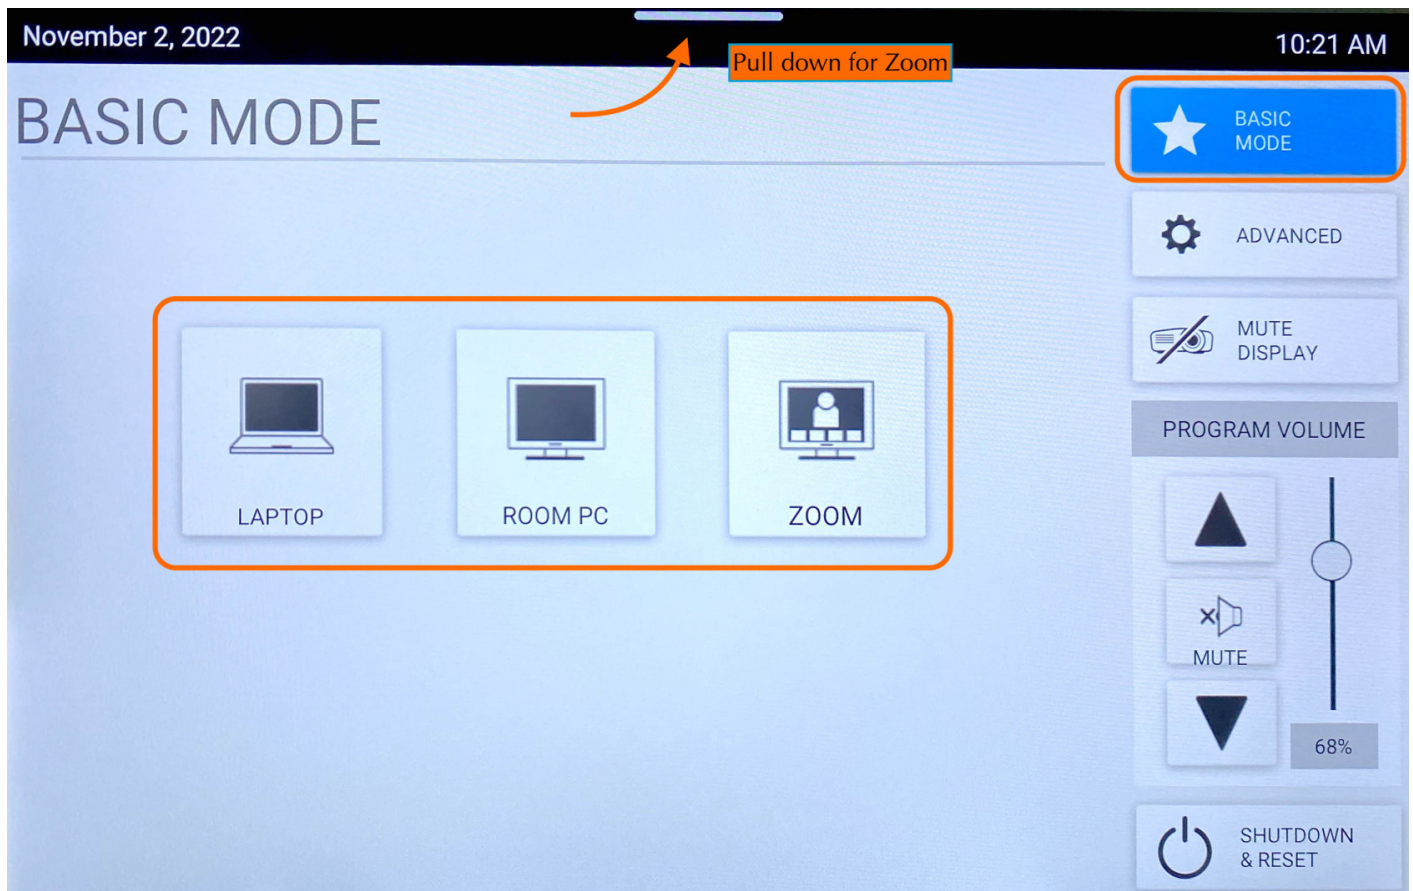 November 2, 2022
Pull down for Zoom
10:21 AM
BASIC MODE
BASIC
MODE
ADVANCED
MUTE
DISPLAY
LAPTOP
ROOM PC
ZOOM
PROGRAM VOLUME
MUTE
68%
SHUTDOWN
& RESET